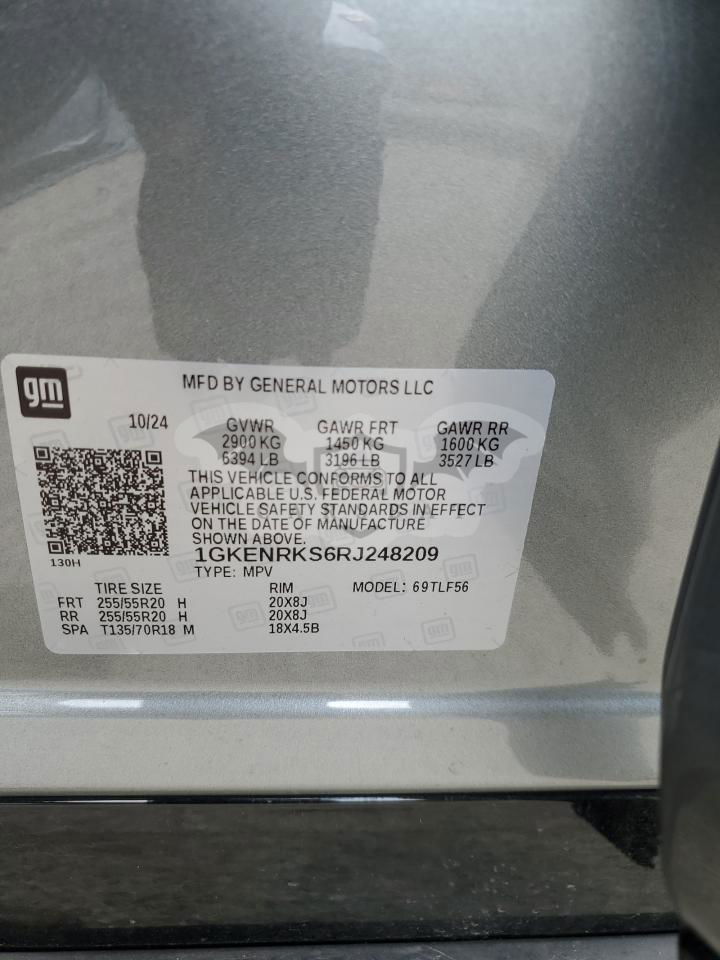 gm
MFD BY GENERAL MOTORS LLC
10/24 GVWR GAWR FRT GAWR RR
2900 KG 1450 KG 1600 KG
6394 LB 3196 LB 3527 LB
THIS VEHICLE CONFORMS TO ALL
APPLICABLE U.S. FEDERAL MOTOR
VEHICLE SAFETY STANDARDS IN EFFECT
ON THE DATE OF MANUFACTURE
SHOWN ABOVE.
1GKENRKS6RJ248209
130H
TYPE: MPV
TIRE SIZE RIM MODEL: 69TLF56
FRT 255/55R20 H 20X8J
RR 255/55R20 H 20X8J
SPA T135/70R18 M 18X4.5B